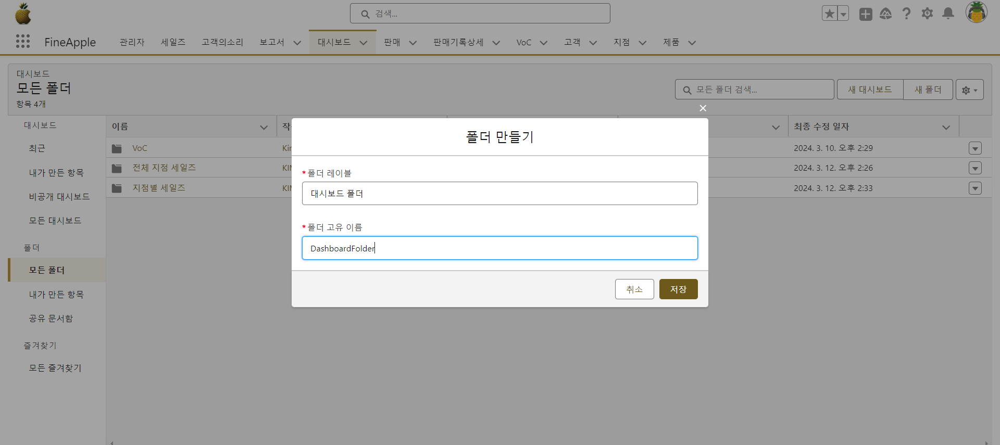 검색...
FineApple 관리자 세일즈 고객의소리 보고서 대시보드 판매 판매기록상세 VoC 고객 지점 제품
대시보드
모든 폴더
항목 4개
모든 폴더 검색...
새 대시보드
새 폴더
대시보드
최근
내가 만든 항목
비공개 대시보드
모든 대시보드
폴더
모든 폴더
내가 만든 항목
공유 문서함
즐겨찾기
모든 즐겨찾기
이름 최종 수정 일자
VoC 2024. 3. 10. 오후 2:29
전체 지점 세일즈 2024. 3. 12. 오후 2:26
지점별 세일즈 2024. 3. 12. 오후 2:33
폴더 만들기
*폴더 레이블
대시보드 폴더
*폴더 고유 이름
DashboardFolder
취소 저장